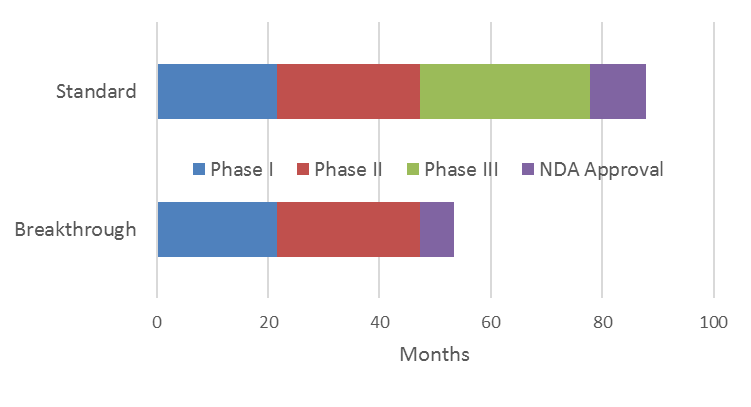 Standard
Phase I Phase II Phase III NDA Approval
Breakthrough
0 20 40 60 80 100
Months